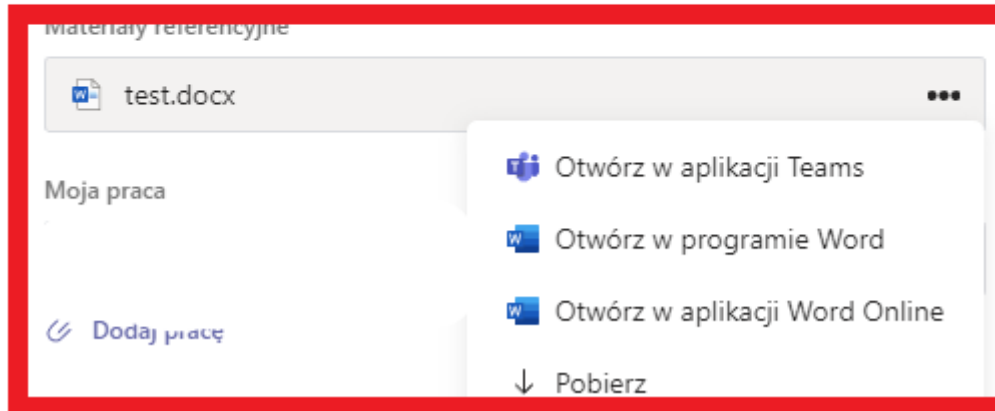 Materiały referencyjne
test.docx
Otwórz w aplikacji Teams
Moja praca
Otwórz w programie Word
Otwórz w aplikacji Word Online
Dodaj pracę
Pobierz